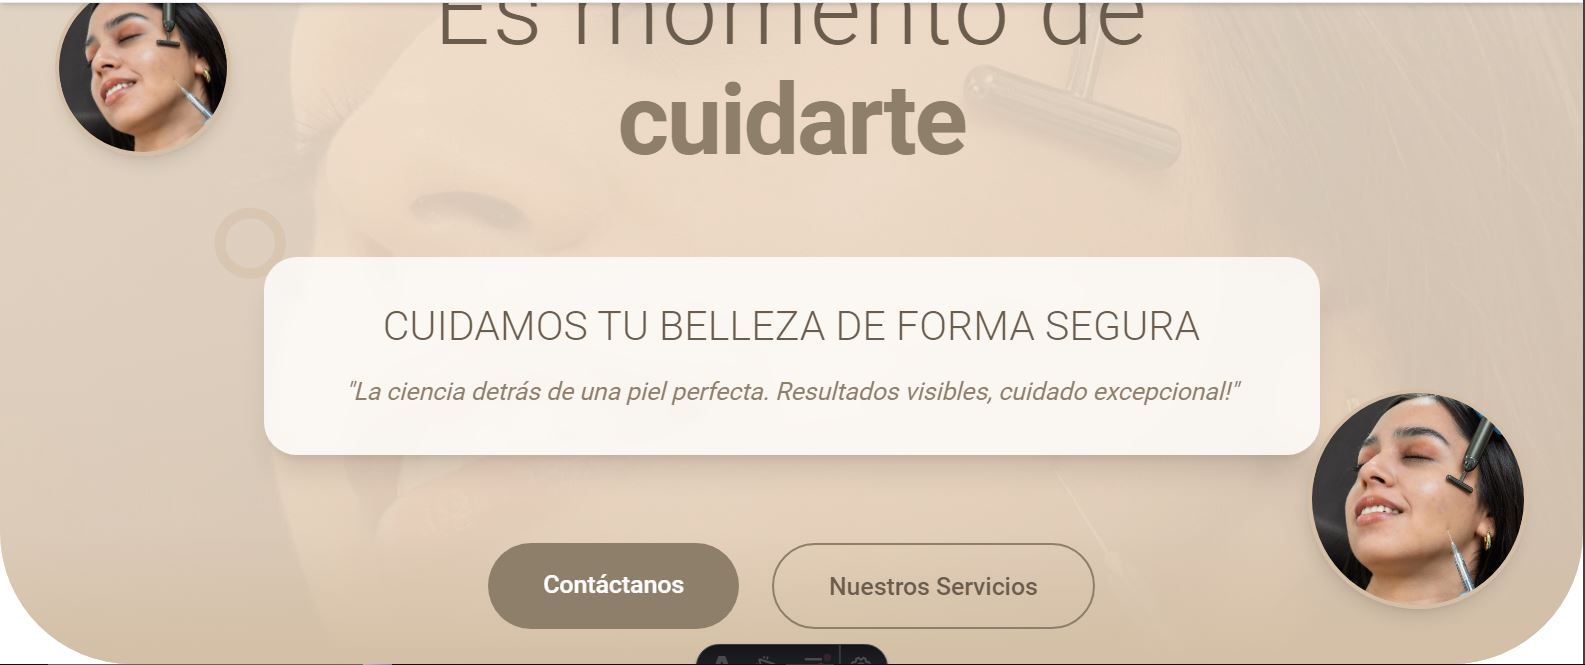 Es momento de
cuidarte
CUIDAMOS TU BELLEZA DE FORMA SEGURA
"La ciencia detrás de una piel perfecta. Resultados visibles, cuidado excepcional!"
Contáctanos
Nuestros Servicios